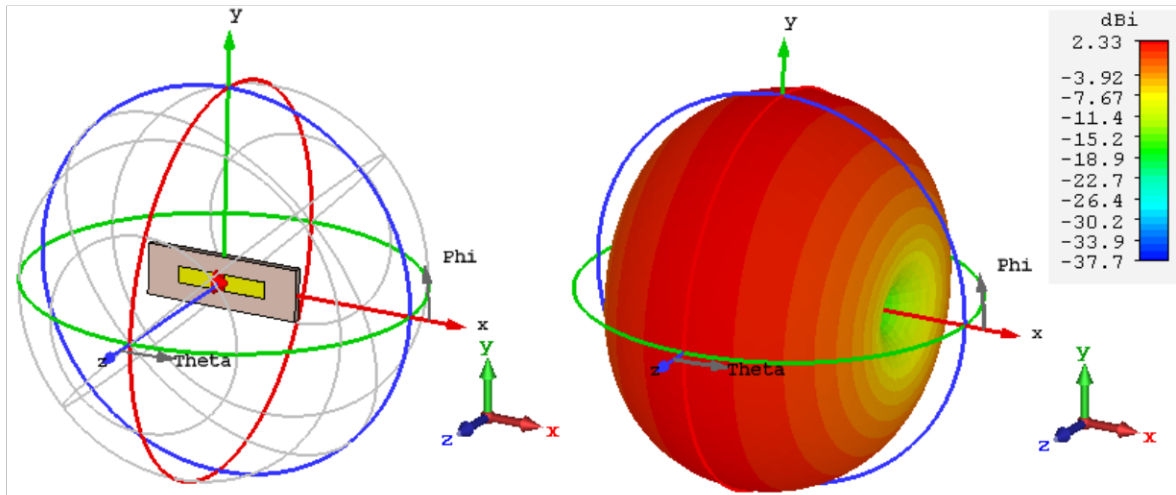 y
Phi
x
z
Theta
y
z
x
y
Phi
x
z
Theta
y
z
x
dBi
2.33
-3.92
-7.67
-11.4
-15.2
-18.9
-22.7
-26.4
-30.2
-33.9
-37.7